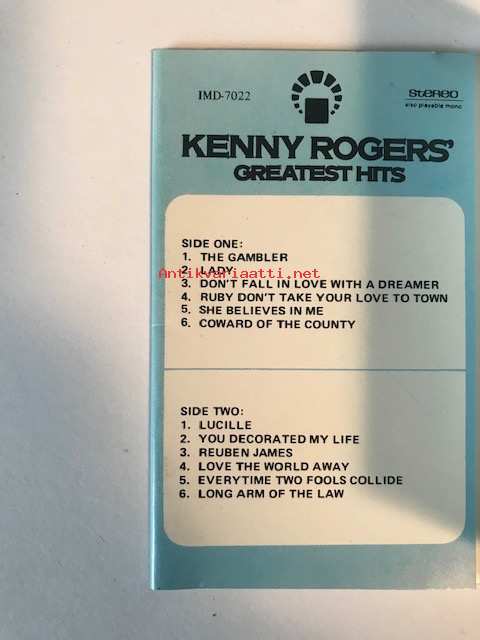 IMD-7022
STEREO
also playable mono
KENNY ROGERS'
GREATEST HITS
SIDE ONE:
1. THE GAMBLER
2. LADY
Antikvariaatti.net
3. DON'T FALL IN LOVE WITH A DREAMER
4. RUBY DON'T TAKE YOUR LOVE TO TOWN
5. SHE BELIEVES IN ME
6. COWARD OF THE COUNTY
SIDE TWO:
1. LUCILLE
2. YOU DECORATED MY LIFE
3. REUBEN JAMES
4. LOVE THE WORLD AWAY
5. EVERYTIME TWO FOOLS COLLIDE
6. LONG ARM OF THE LAW